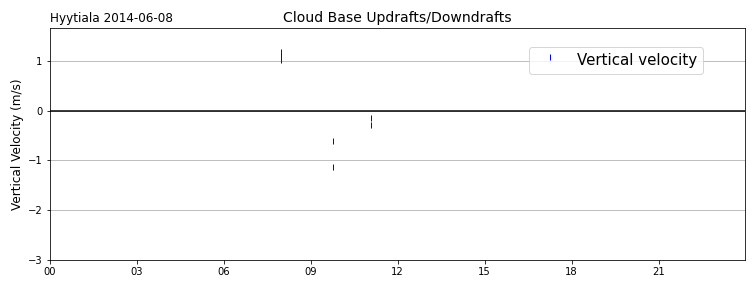 Hyytiala 2014-06-08
Cloud Base Updrafts/Downdrafts
Vertical velocity
Vertical Velocity (m/s)
1
0
−1
−2
−3
00 03 06 09 12 15 18 21